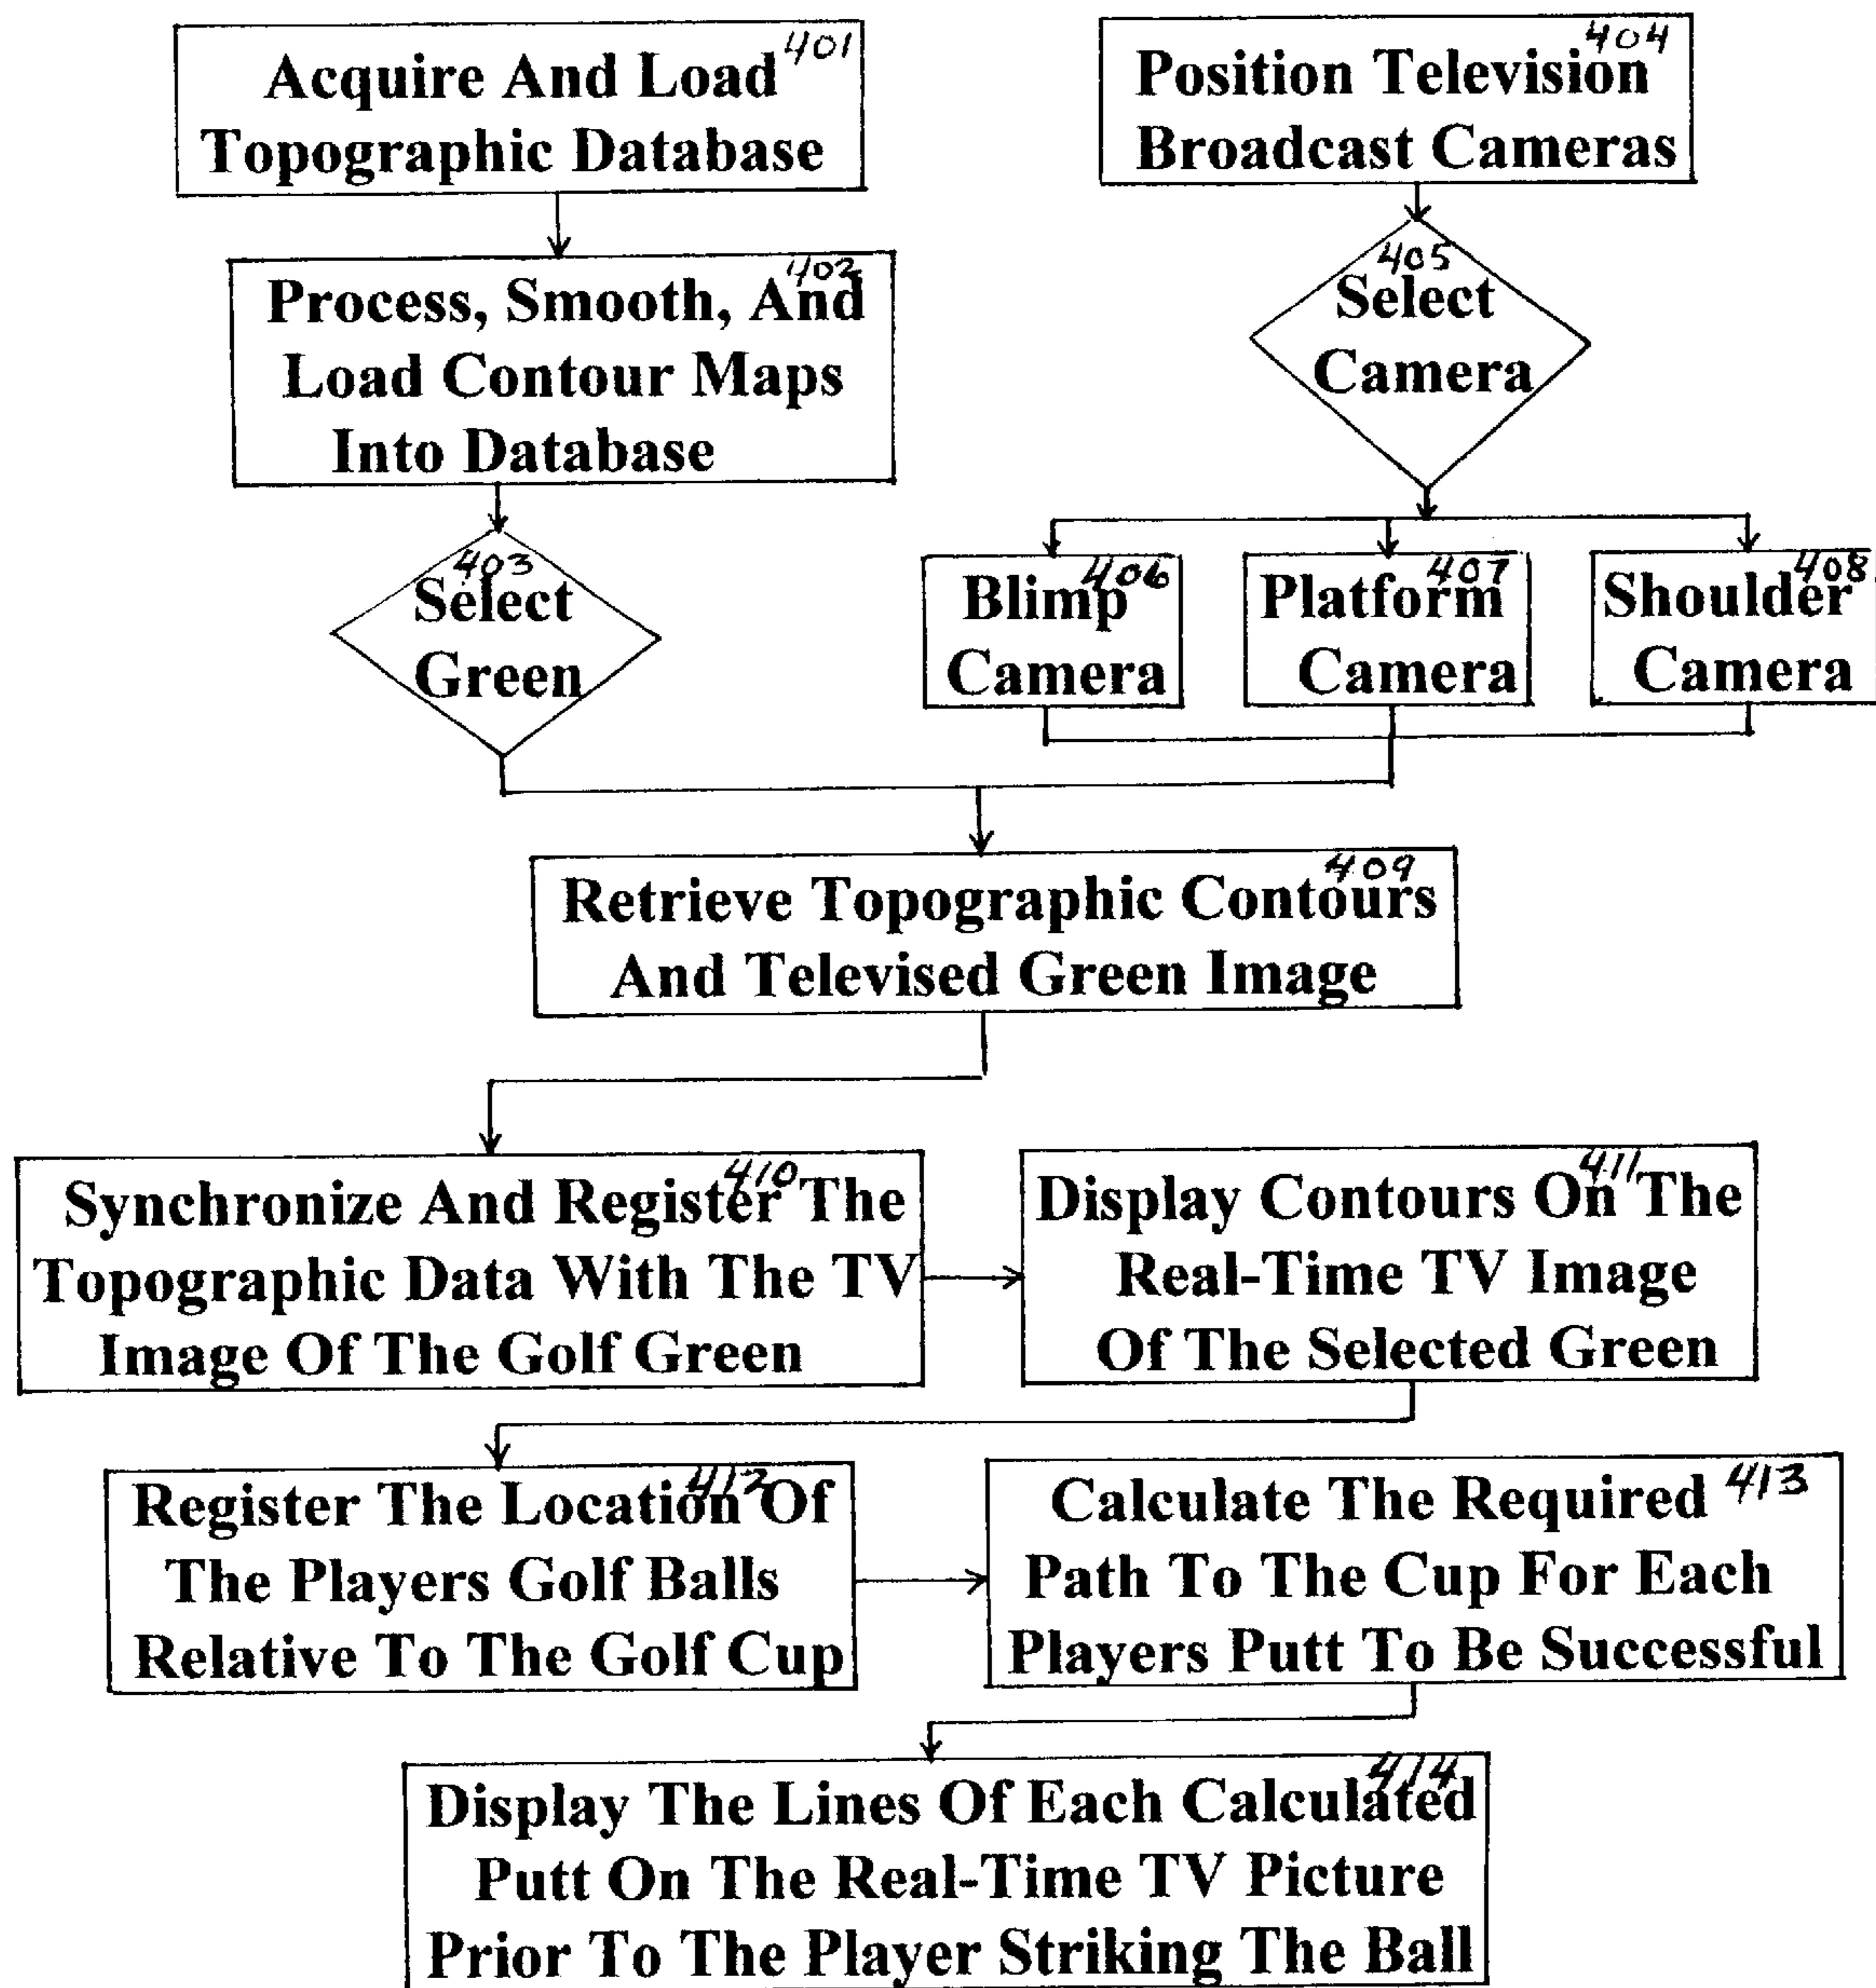 401
Acquire And Load
Topographic Database
404
Position Television
Broadcast Cameras
402
Process, Smooth, And
Load Contour Maps
Into Database
405
Select
Camera
403
Select
Green
406
Blimp
Camera
407
Platform
Camera
408
Shoulder
Camera
409
Retrieve Topographic Contours
And Televised Green Image
410
Synchronize And Register The
Topographic Data With The TV
Image Of The Golf Green
411
Display Contours On The
Real-Time TV Image
Of The Selected Green
412
Register The Location Of
The Players Golf Balls
Relative To The Golf Cup
413
Calculate The Required
Path To The Cup For Each
Players Putt To Be Successful
414
Display The Lines Of Each Calculated
Putt On The Real-Time TV Picture
Prior To The Player Striking The Ball